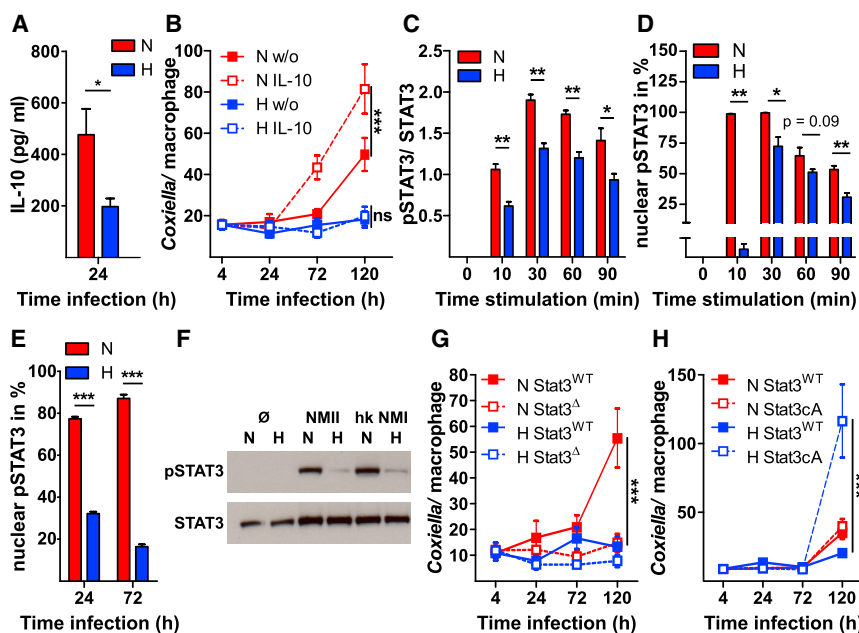 A
N
H
800
600
400
200
IL-10 (pg/ ml)
*
24
Time infection (h)
B
Coxiella/ macrophage
100
80
60
40
20
N w/o
N IL-10
H w/o
H IL-10
***
ns
4 24 72 120
Time infection (h)
C
pSTAT3/ STAT3
2.5
2.0
1.5
1.0
0.5
N
H
** ** ** *
0 10 30 60 90
Time stimulation (min)
D
nuclear pSTAT3 in %
150
125
100
75
50
25
N
H
** * p = 0.09 **
0 10 30 60 90
Time stimulation (min)
E
nuclear pSTAT3 in %
100
80
60
40
20
N
H
*** ***
24 72
Time infection (h)
F
Ø NMII hk NMI
N H N H N H
pSTAT3
STAT3
G
N Stat3WT
N Stat3Δ
H Stat3WT
H Stat3Δ
Coxiella/ macrophage
80
70
60
50
40
30
20
10
***
4 24 72 120
Time infection (h)
H
N Stat3WT
N Stat3cA
H Stat3WT
H Stat3cA
Coxiella/ macrophage
150
100
50
4 24 72 120
Time infection (h)